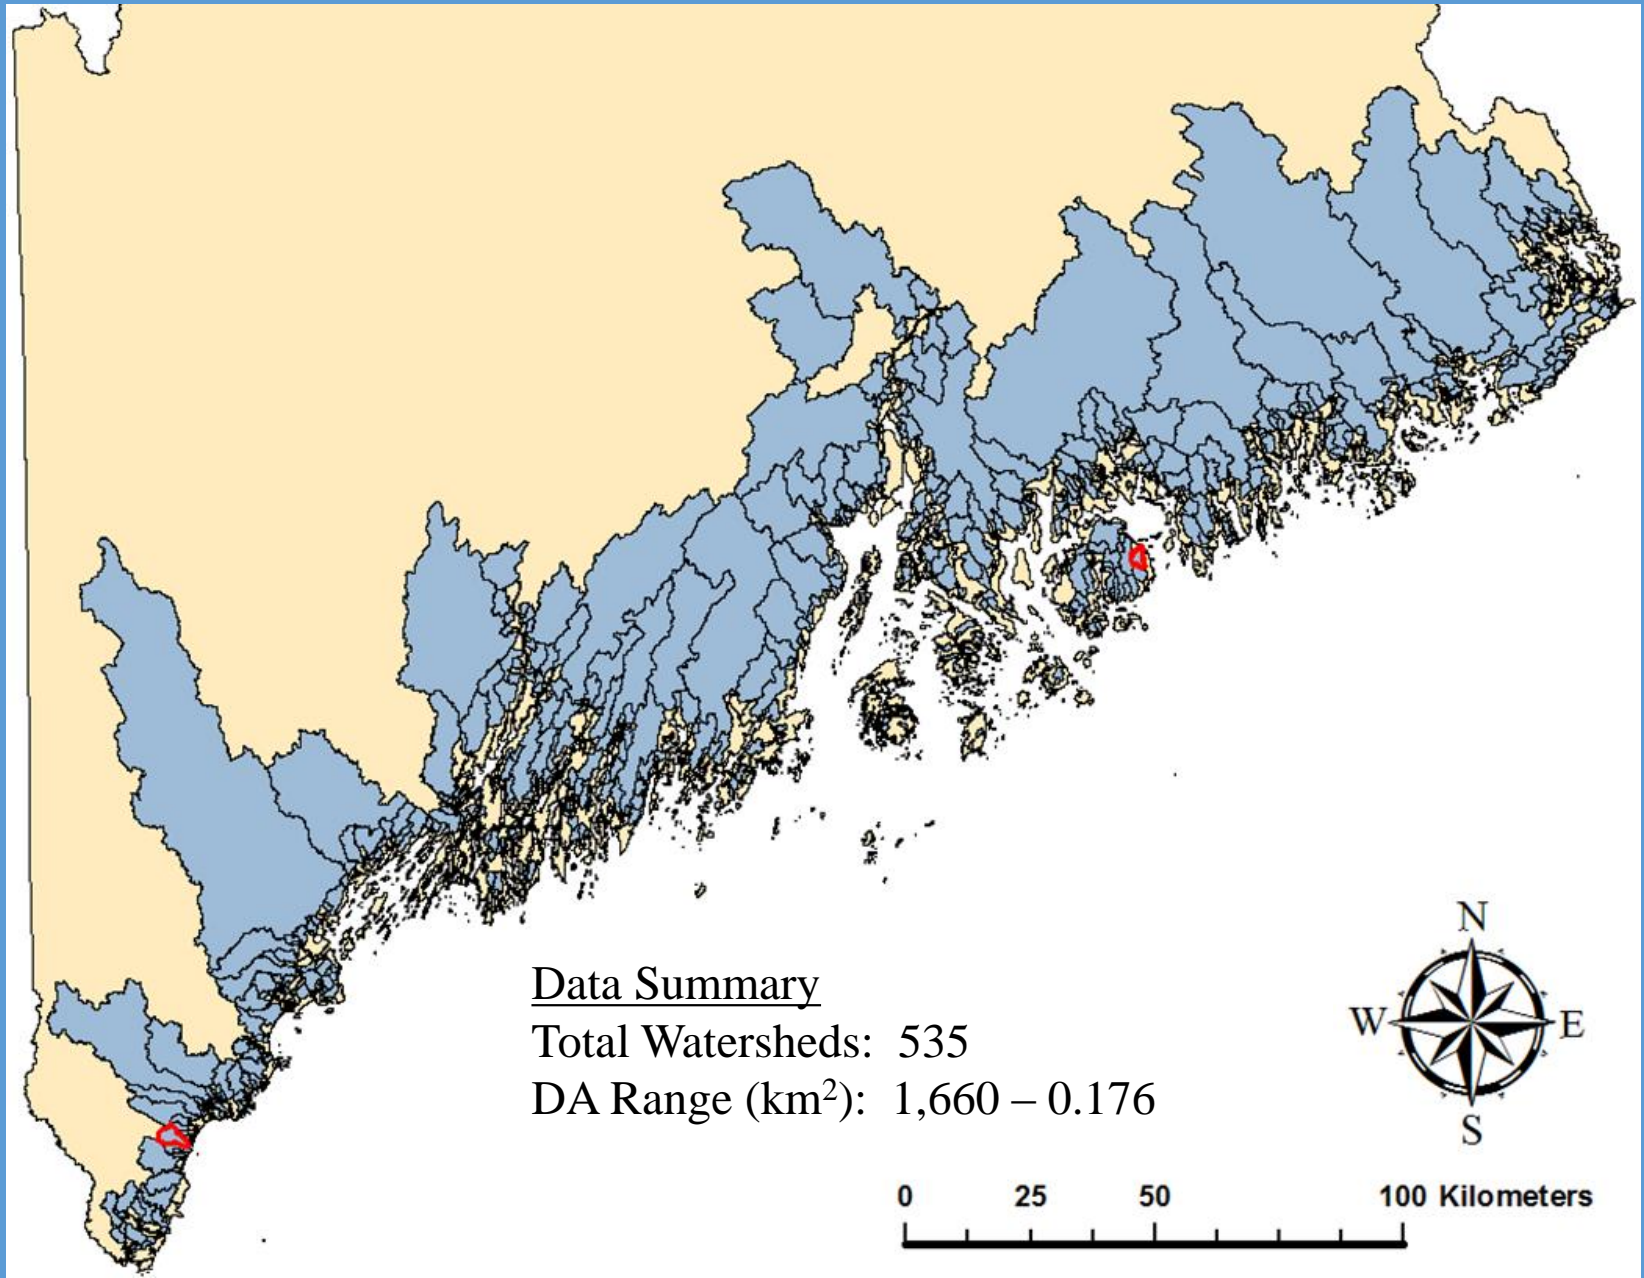 Data Summary
Total Watersheds: 535
DA Range (km²): 1,660 – 0.176
N
W
E
S
0 25 50 100 Kilometers